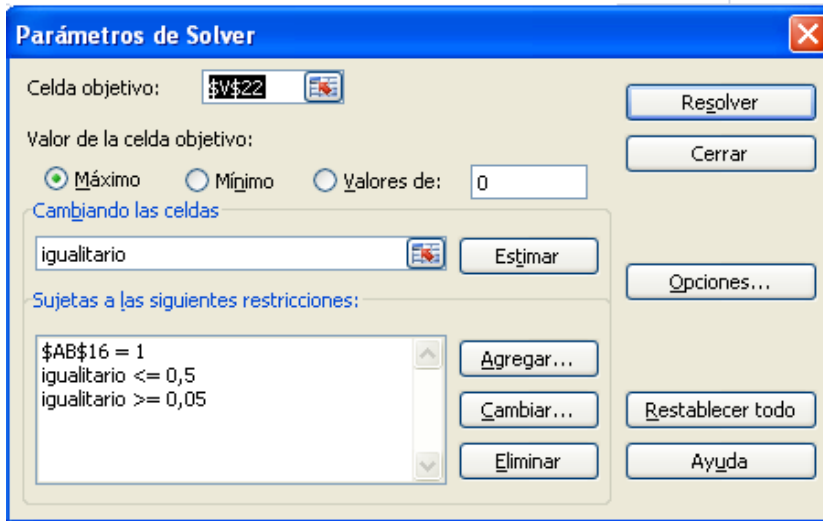 Parámetros de Solver
Celda objetivo: $V$22
Resolver
Valor de la celda objetivo:
Cerrar
Máximo Mínimo Valores de: 0
Cambiando las celdas
igualitario Estimar
Opciones...
Sujetas a las siguientes restricciones:
$AB$16 = 1
igualitario <= 0,5
igualitario >= 0,05
Agregar...
Cambiar... Restablecer todo
Eliminar Ayuda